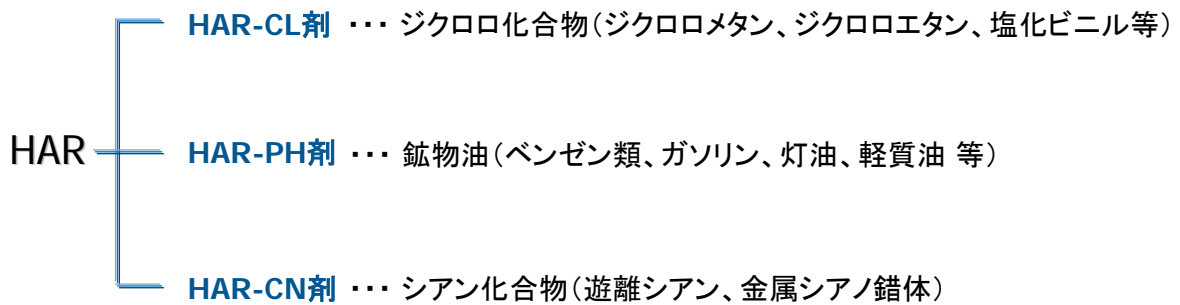 HAR-CL剤 ・・・ ジクロロ化合物(ジクロロメタン、ジクロロエタン、塩化ビニル等)
HAR
HAR-PH剤 ・・・ 鉱物油(ベンゼン類、ガソリン、灯油、軽質油 等)
HAR-CN剤 ・・・ シアン化合物(遊離シアン、金属シアノ錯体)